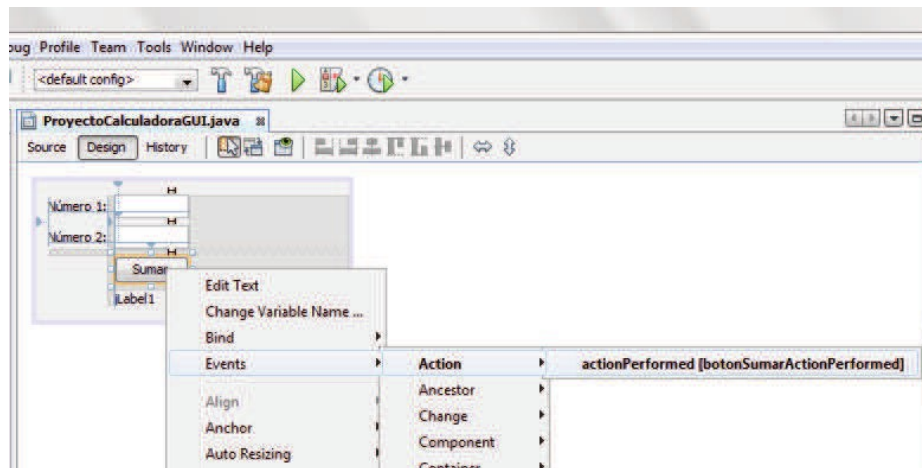 bug Profile Team Tools Window Help
<default config>
ProyectoCalculadoraGUI.java
Source Design History
Número 1:
Número 2:
Sumar
jLabel1
Edit Text
Change Variable Name ...
Bind
Events
Align
Anchor
Auto Resizing
Action
Ancestor
Change
Component
Container
actionPerformed [botonSumarActionPerformed]